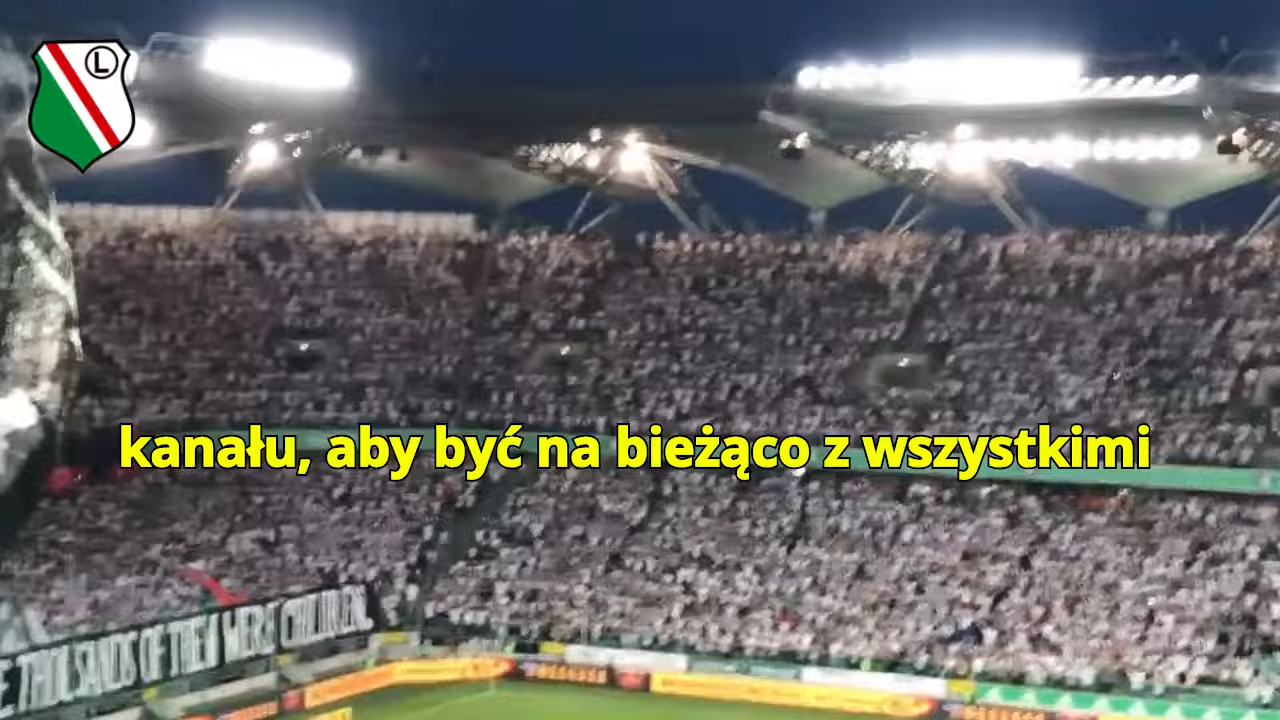 L
kanału, aby być na bieżąco z wszystkimi
THOUSANDS OF THEM WERE CHILDREN